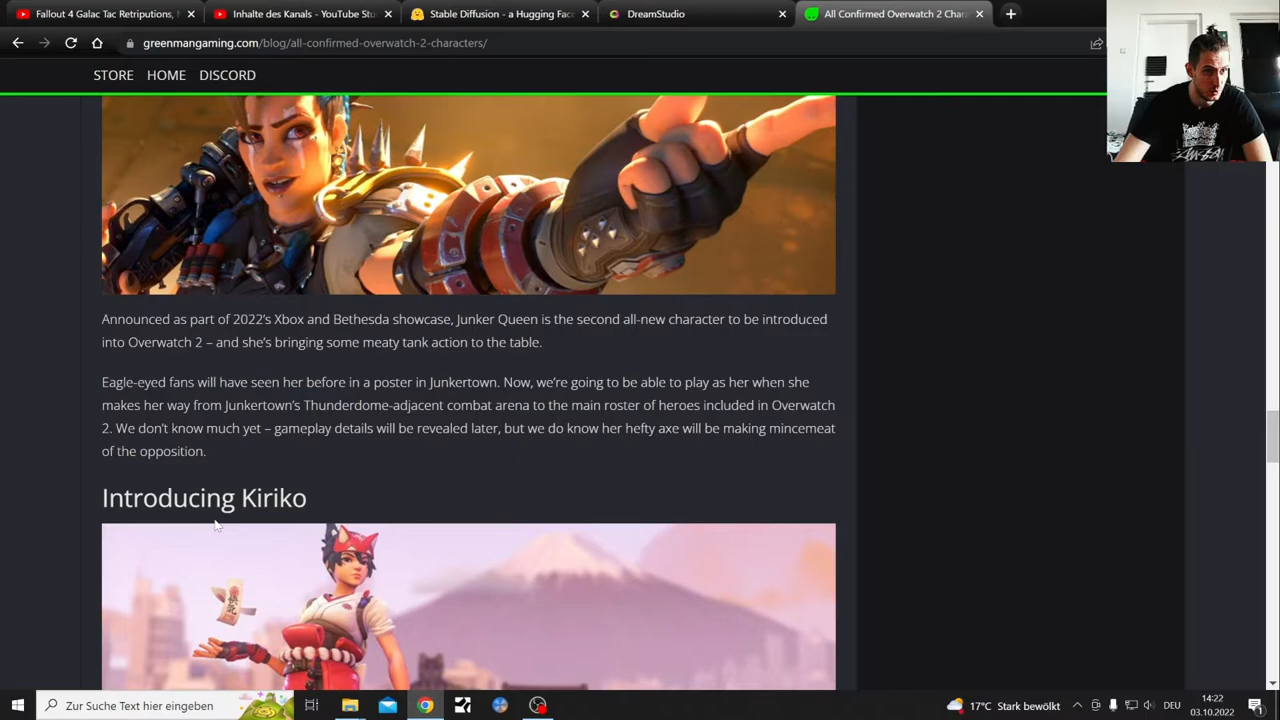 Fallout 4 Galac Tac Retriputions,
Inhalte des Kanals - YouTube Stu
Stable Diffusion - a Hugging Face
DreamStudio
All Confirmed Overwatch 2 Char
greenmangaming.com/blog/all-confirmed-overwatch-2-characters/
STORE HOME DISCORD
Announced as part of 2022's Xbox and Bethesda showcase, Junker Queen is the second all-new character to be introduced
into Overwatch 2 – and she's bringing some meaty tank action to the table.
Eagle-eyed fans will have seen her before in a poster in Junkertown. Now, we're going to be able to play as her when she
makes her way from Junkertown's Thunderdome-adjacent combat arena to the main roster of heroes included in Overwatch
2. We don't know much yet – gameplay details will be revealed later, but we do know her hefty axe will be making mincemeat
of the opposition.
Introducing Kiriko
Zur Suche Text hier eingeben
17°C Stark bewölkt
DEU
14:22
03.10.2022